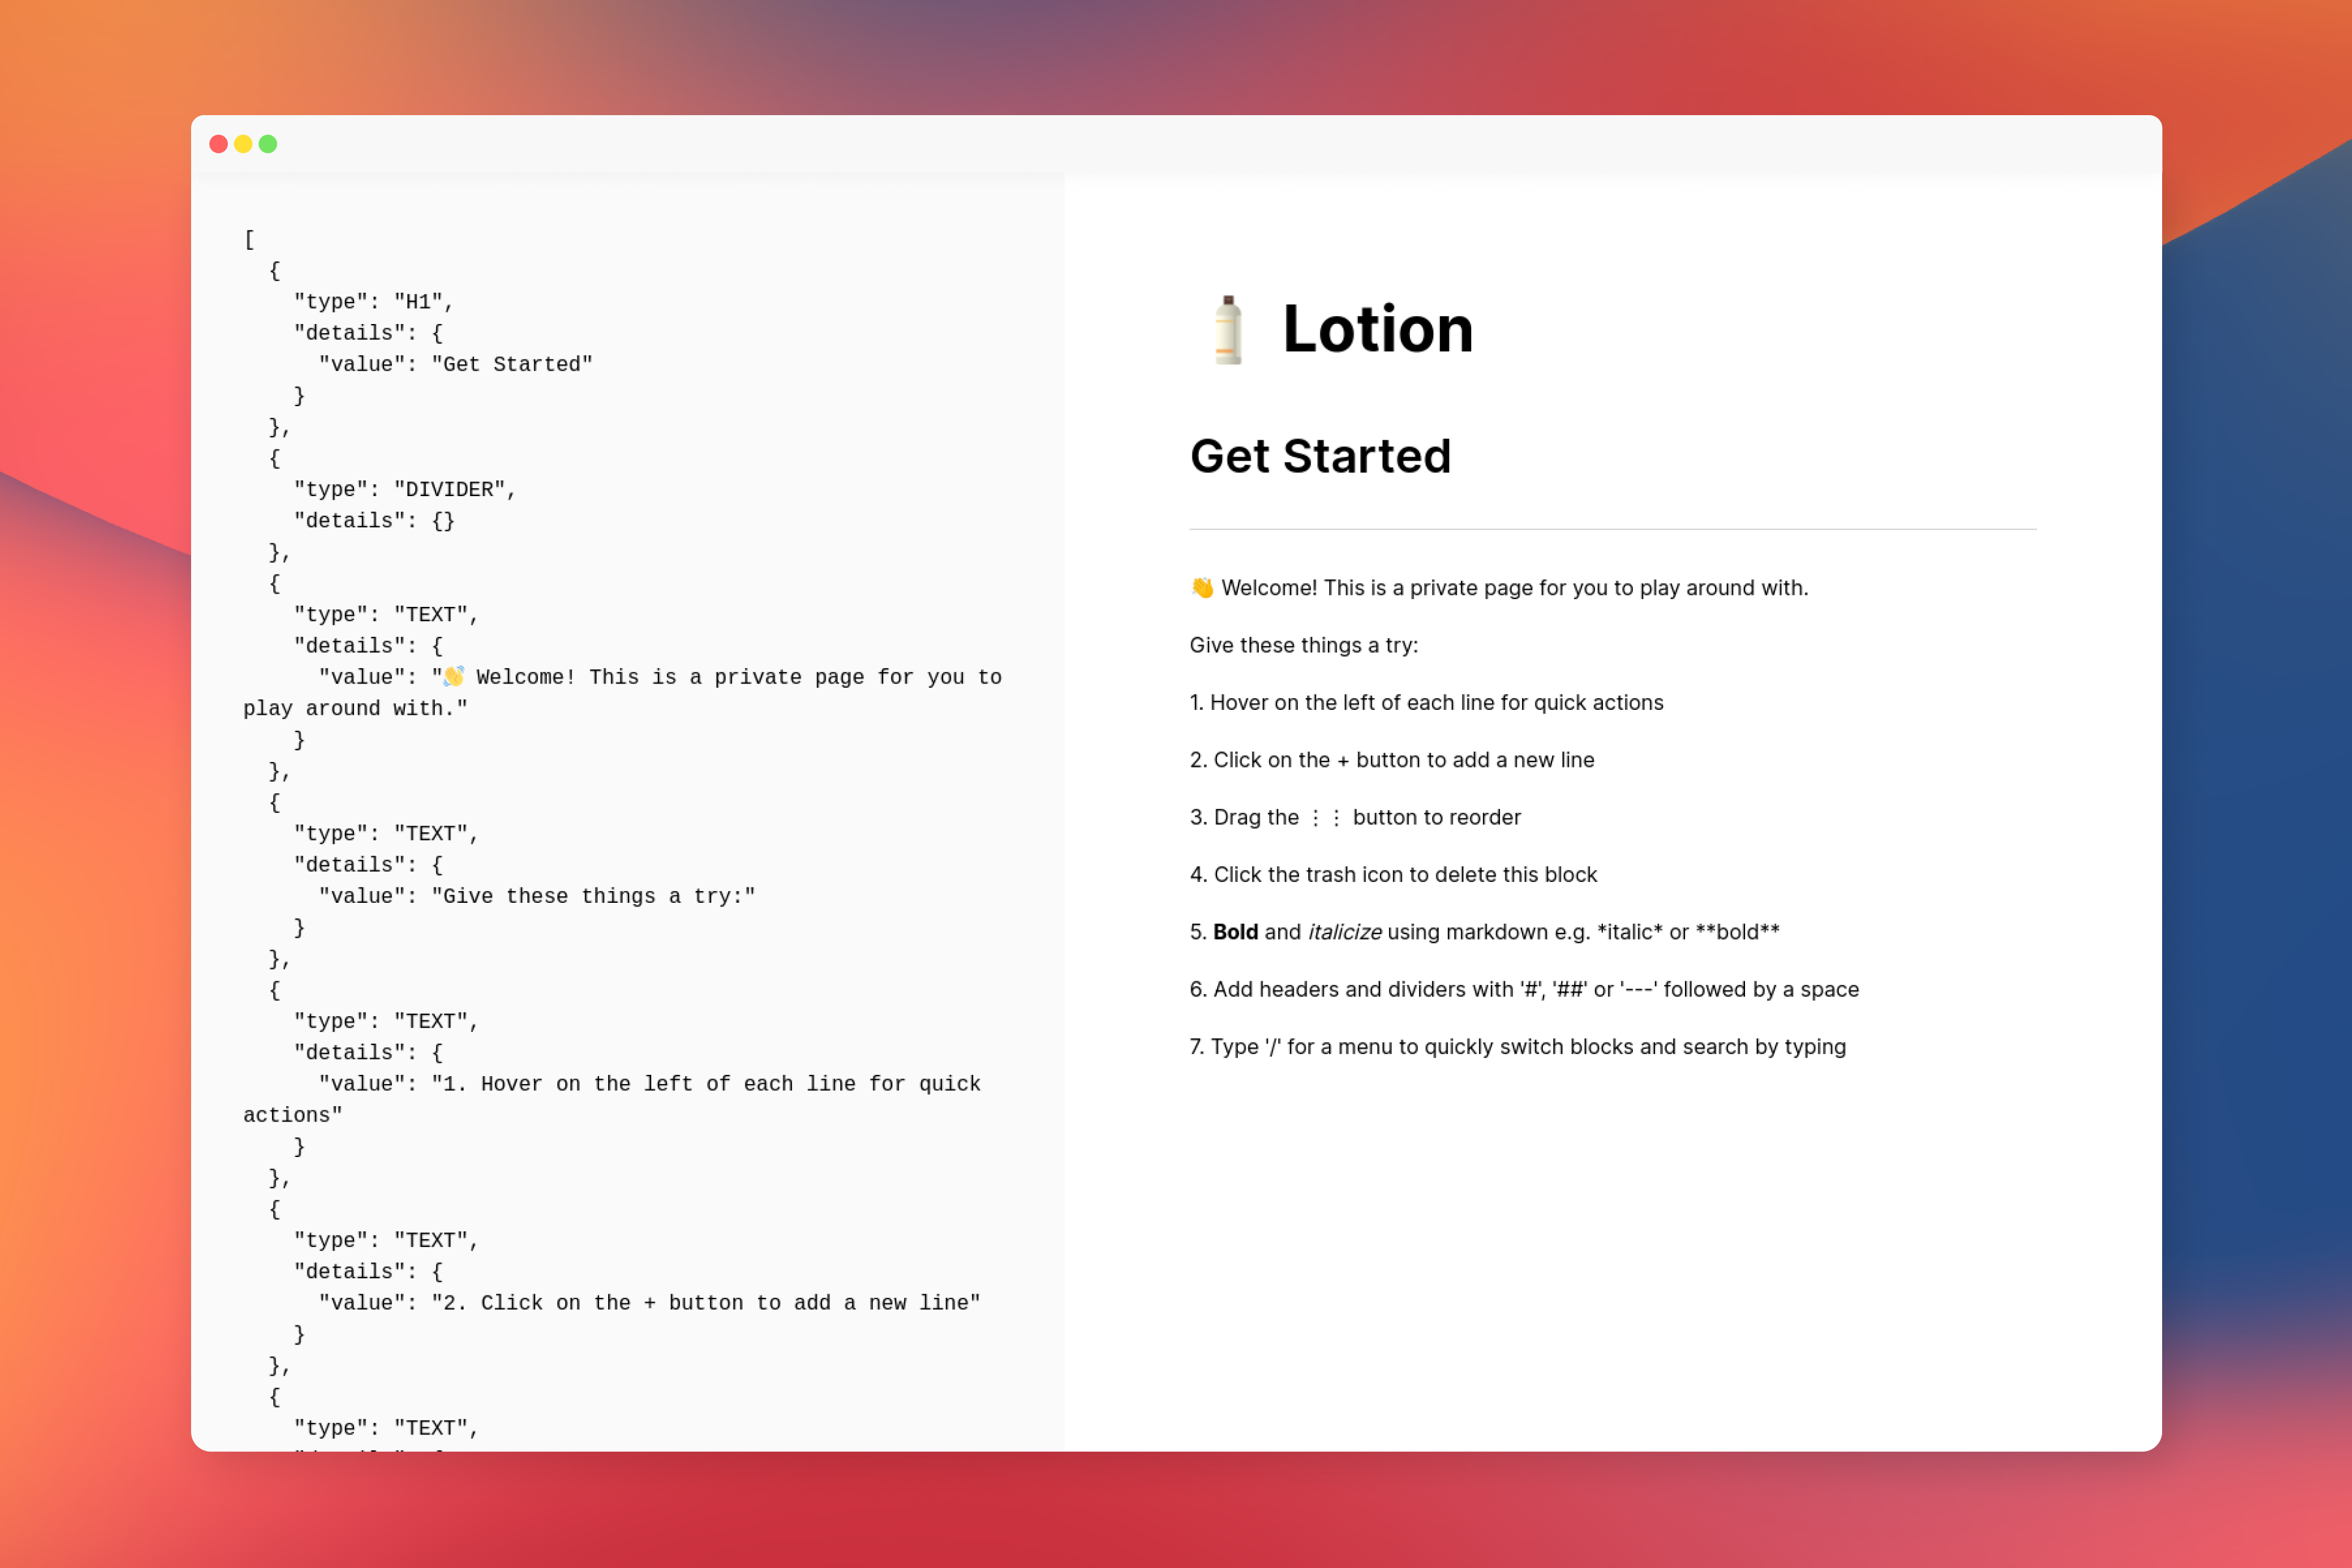 [
  {
    "type": "H1",
    "details": {
      "value": "Get Started"
    }
  },
  {
    "type": "DIVIDER",
    "details": {}
  },
  {
    "type": "TEXT",
    "details": {
      "value": "👋 Welcome! This is a private page for you to
play around with."
    }
  },
  {
    "type": "TEXT",
    "details": {
      "value": "Give these things a try:"
    }
  },
  {
    "type": "TEXT",
    "details": {
      "value": "1. Hover on the left of each line for quick
actions"
    }
  },
  {
    "type": "TEXT",
    "details": {
      "value": "2. Click on the + button to add a new line"
    }
  },
  {
    "type": "TEXT",
Lotion
Get Started
👋 Welcome! This is a private page for you to play around with.
Give these things a try:
1. Hover on the left of each line for quick actions
2. Click on the + button to add a new line
3. Drag the ⋮⋮ button to reorder
4. Click the trash icon to delete this block
5. Bold and italicize using markdown e.g. *italic* or **bold**
6. Add headers and dividers with '#', '##' or '---' followed by a space
7. Type '/' for a menu to quickly switch blocks and search by typing